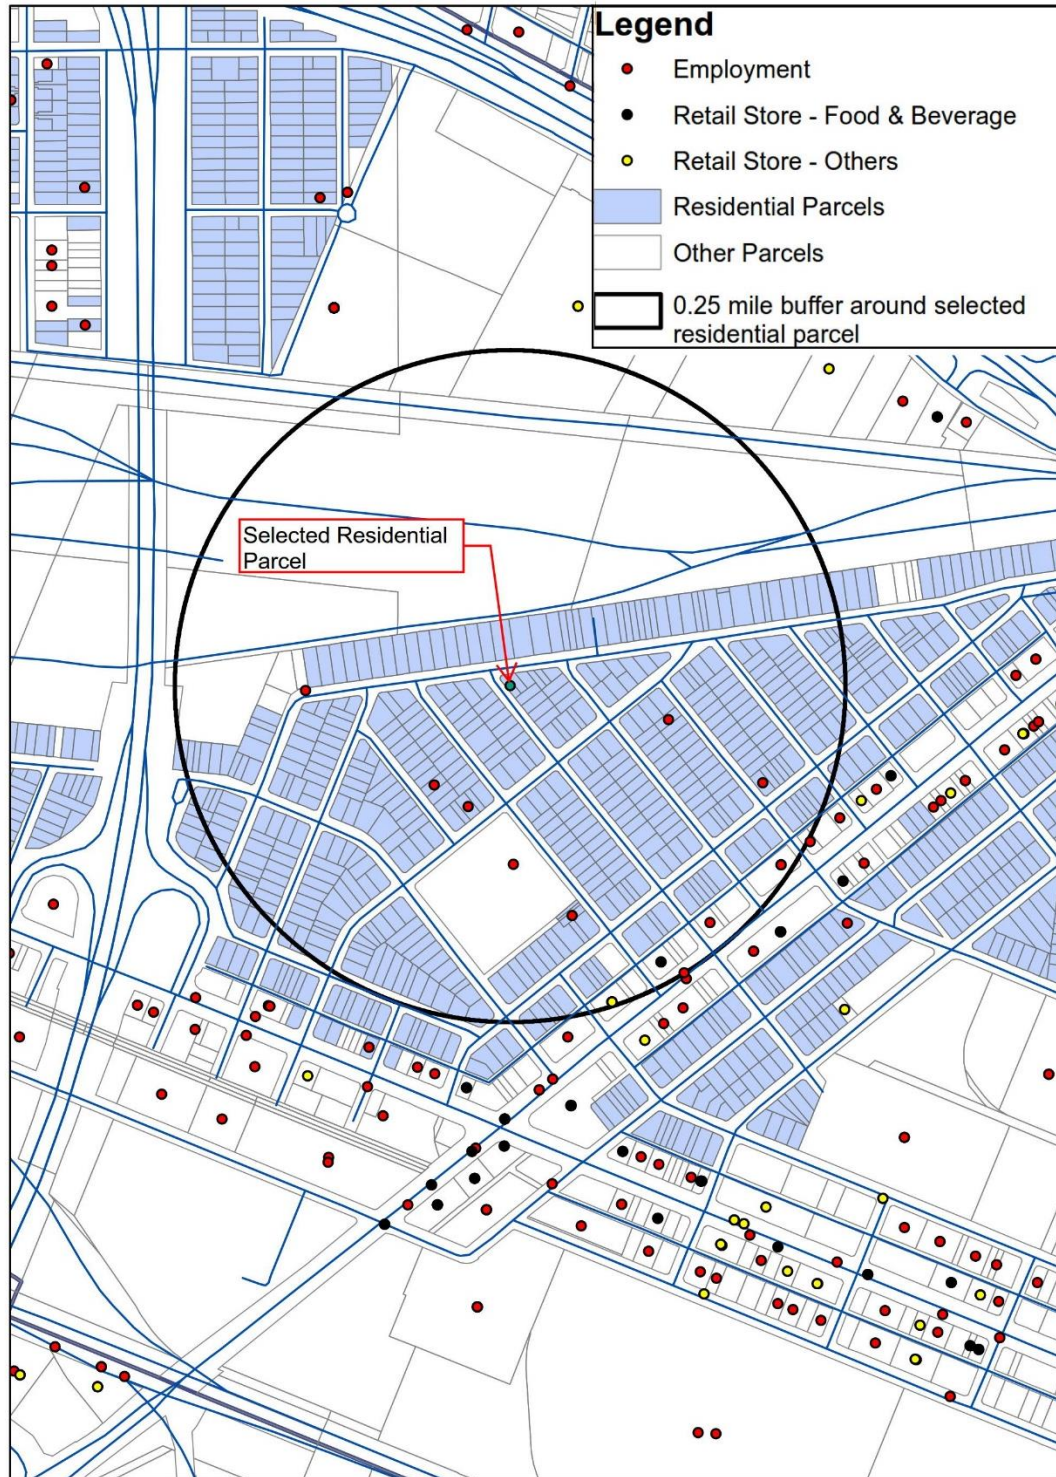 Legend
Employment
Retail Store - Food & Beverage
Retail Store - Others
Residential Parcels
Other Parcels
0.25 mile buffer around selected
residential parcel
Selected Residential
Parcel